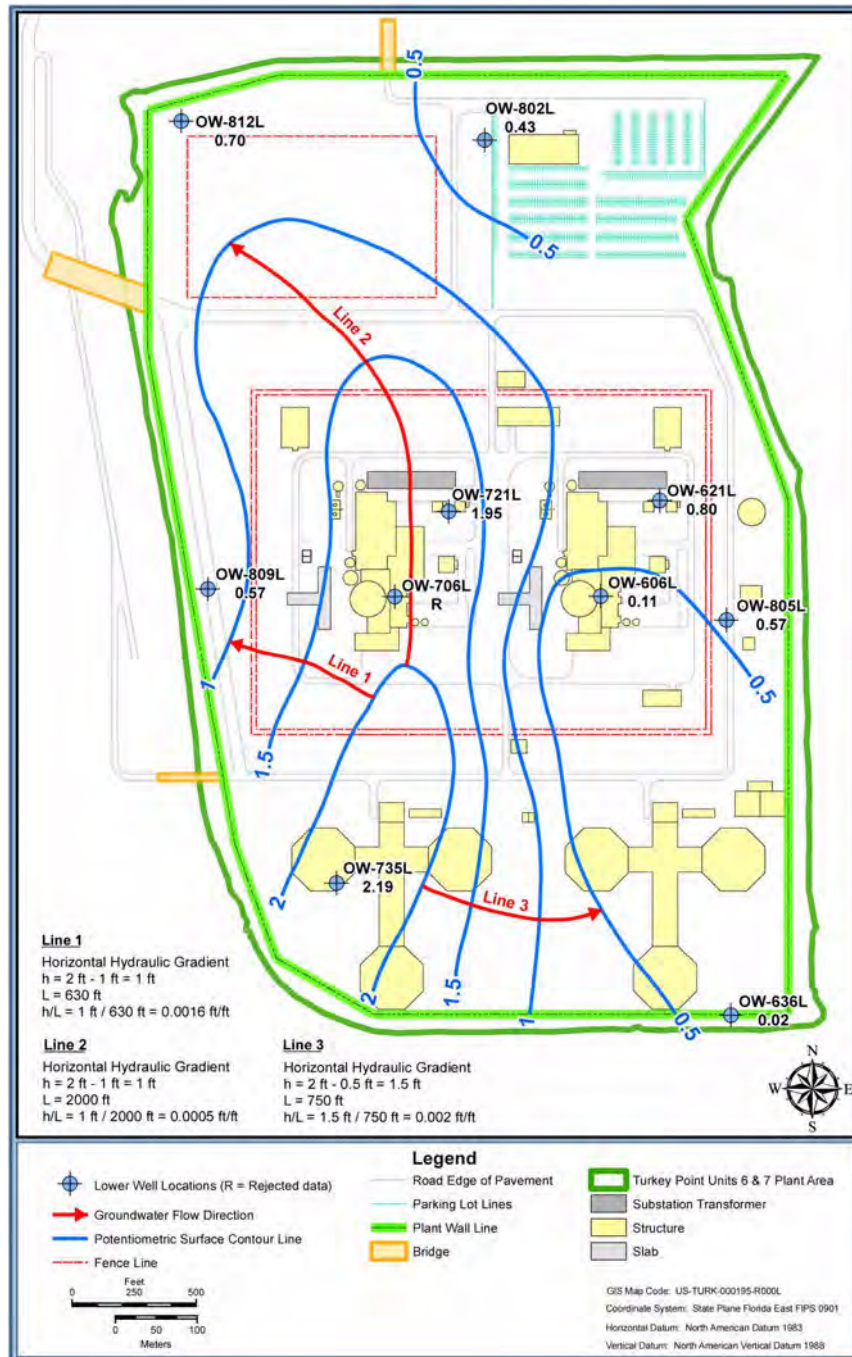 0.5
OW-812L
0.70
OW-802L
0.43
0.5
Line 2
OW-721L
1.95
OW-621L
0.80
OW-809L
0.57
OW-706L
R
OW-606L
0.11
OW-805L
0.57
Line 1
1
0.5
1.5
OW-735L
2.19
2
Line 3
2
1.5
1
0.5
OW-636L
0.02
Line 1
Horizontal Hydraulic Gradient
h = 2 ft - 1 ft = 1 ft
L = 630 ft
h/L = 1 ft / 630 ft = 0.0016 ft/ft
Line 2
Horizontal Hydraulic Gradient
h = 2 ft - 1 ft = 1 ft
L = 2000 ft
h/L = 1 ft / 2000 ft = 0.0005 ft/ft
Line 3
Horizontal Hydraulic Gradient
h = 2 ft - 0.5 ft = 1.5 ft
L = 750 ft
h/L = 1.5 ft / 750 ft = 0.002 ft/ft
N
W E
S
Legend
Lower Well Locations (R = Rejected data)
Groundwater Flow Direction
Potentiometric Surface Contour Line
Fence Line
Road Edge of Pavement
Parking Lot Lines
Plant Wall Line
Bridge
Turkey Point Units 6 & 7 Plant Area
Substation Transformer
Structure
Slab
Feet
0 250 500
0 50 100
Meters
GIS Map Code: US-TURK-000195-R000L
Coordinate System: State Plane Florida East FIPS 0901
Horizontal Datum: North American Datum 1983
Vertical Datum: North American Vertical Datum 1988